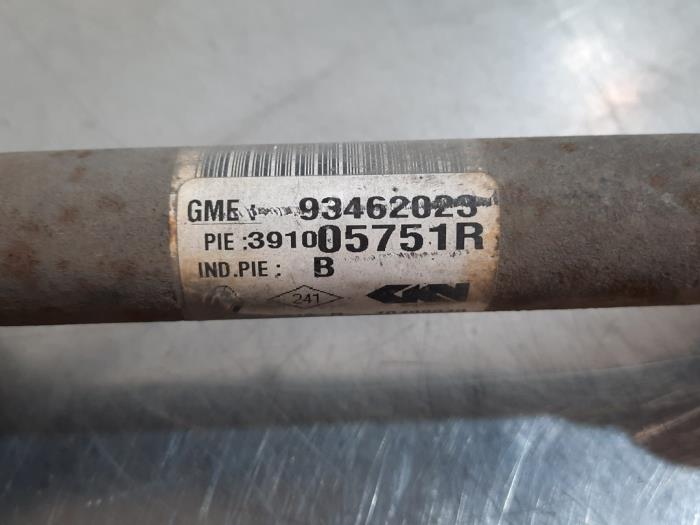 GME : 93462023
PIE :391005751R
IND.PIE : B
241 GKN